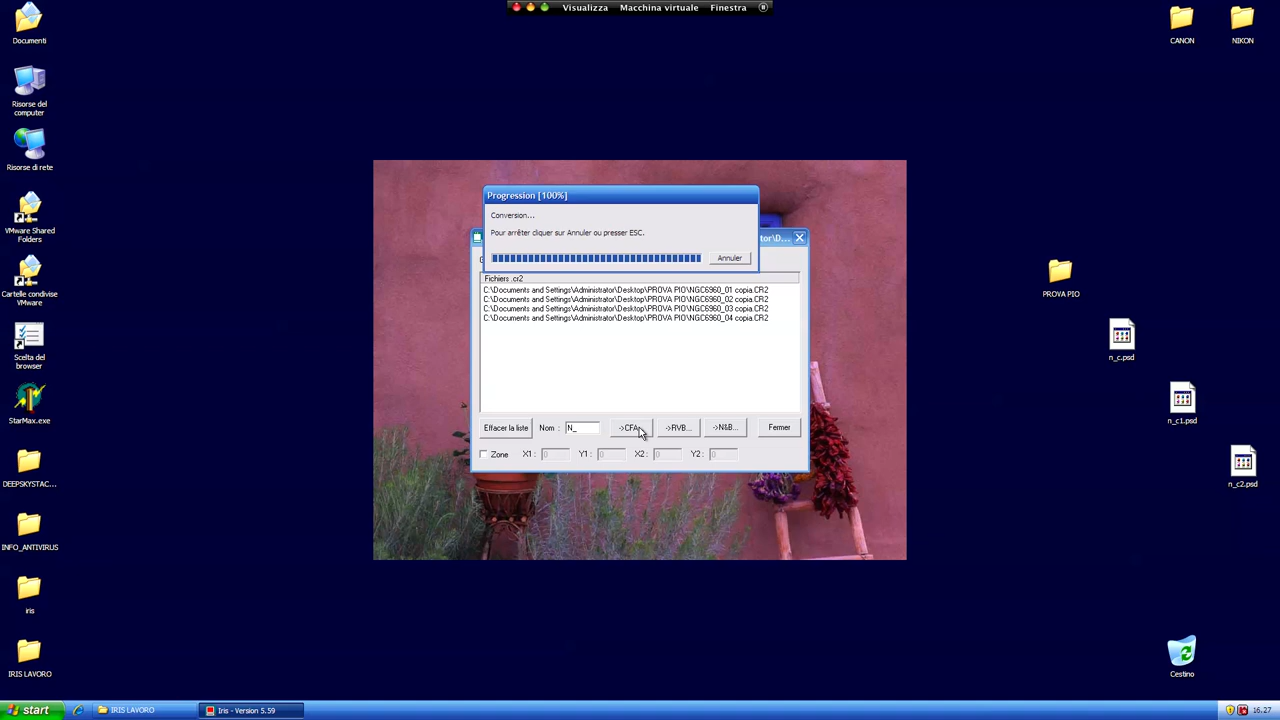 Visualizza Macchina virtuale Finestra
Documenti
Risorse del
computer
Risorse di rete
VMware Shared
Folders
Cartelle condivise
VMware
Scelta del
browser
StarMax.exe
DEEPSKYSTAC...
INFO_ANTIVIRUS
iris
IRIS LAVORO
CANON
NIKON
PROVA PIO
n_c.psd
n_c1.psd
n_c2.psd
Cestino
Progression [100%]
Conversion...
Pour arrêter cliquer sur Annuler ou presser ESC.
Annuler
tor\D...
Fichiers .cr2
C:\Documents and Settings\Administrator\Desktop\PROVA PIO\NGC6960_01 copia.CR2
C:\Documents and Settings\Administrator\Desktop\PROVA PIO\NGC6960_02 copia.CR2
C:\Documents and Settings\Administrator\Desktop\PROVA PIO\NGC6960_03 copia.CR2
C:\Documents and Settings\Administrator\Desktop\PROVA PIO\NGC6960_04 copia.CR2
Effacer la liste Nom : N_ ->CFA... ->RVB... ->N&B... Fermer
Zone X1 : 0 Y1 : 0 X2 : 0 Y2 : 0
start IRIS LAVORO Iris - Version 5.59 16.27